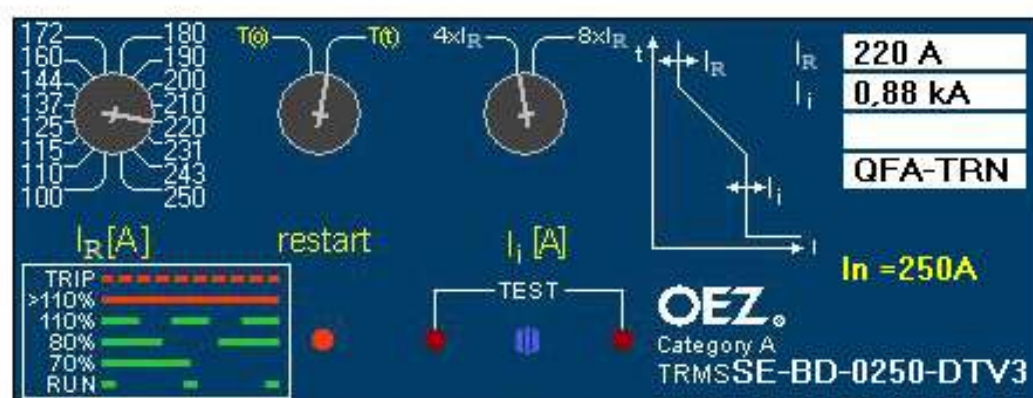 172 180
160 190
144 200
137 210
125 220
115 231
110 243
100 250
IR [A]
T(o) T(t)
restart
4xIR 8xIR
Ii [A]
t IR
Ii
I
IR 220 A
Ii 0,88 kA
QFA-TRN
In =250A
TRIP
>110%
110%
80%
70%
RUN
TEST
OEZ®
Category A
TRMS SE-BD-0250-DTV3